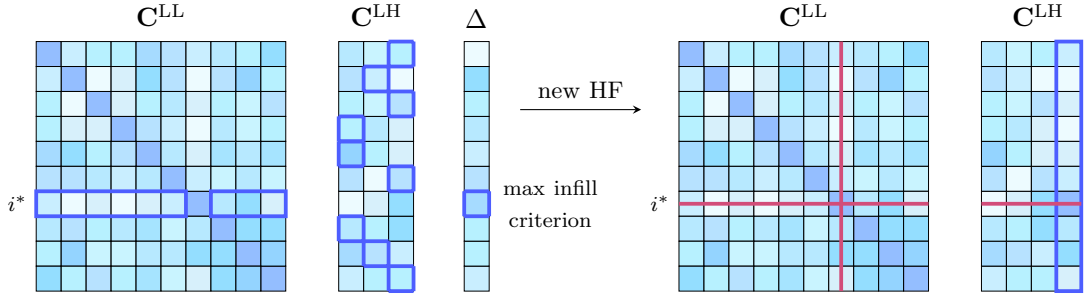 C^LL C^LH Δ C^LL C^LH
new HF
max infill
criterion
i* i*